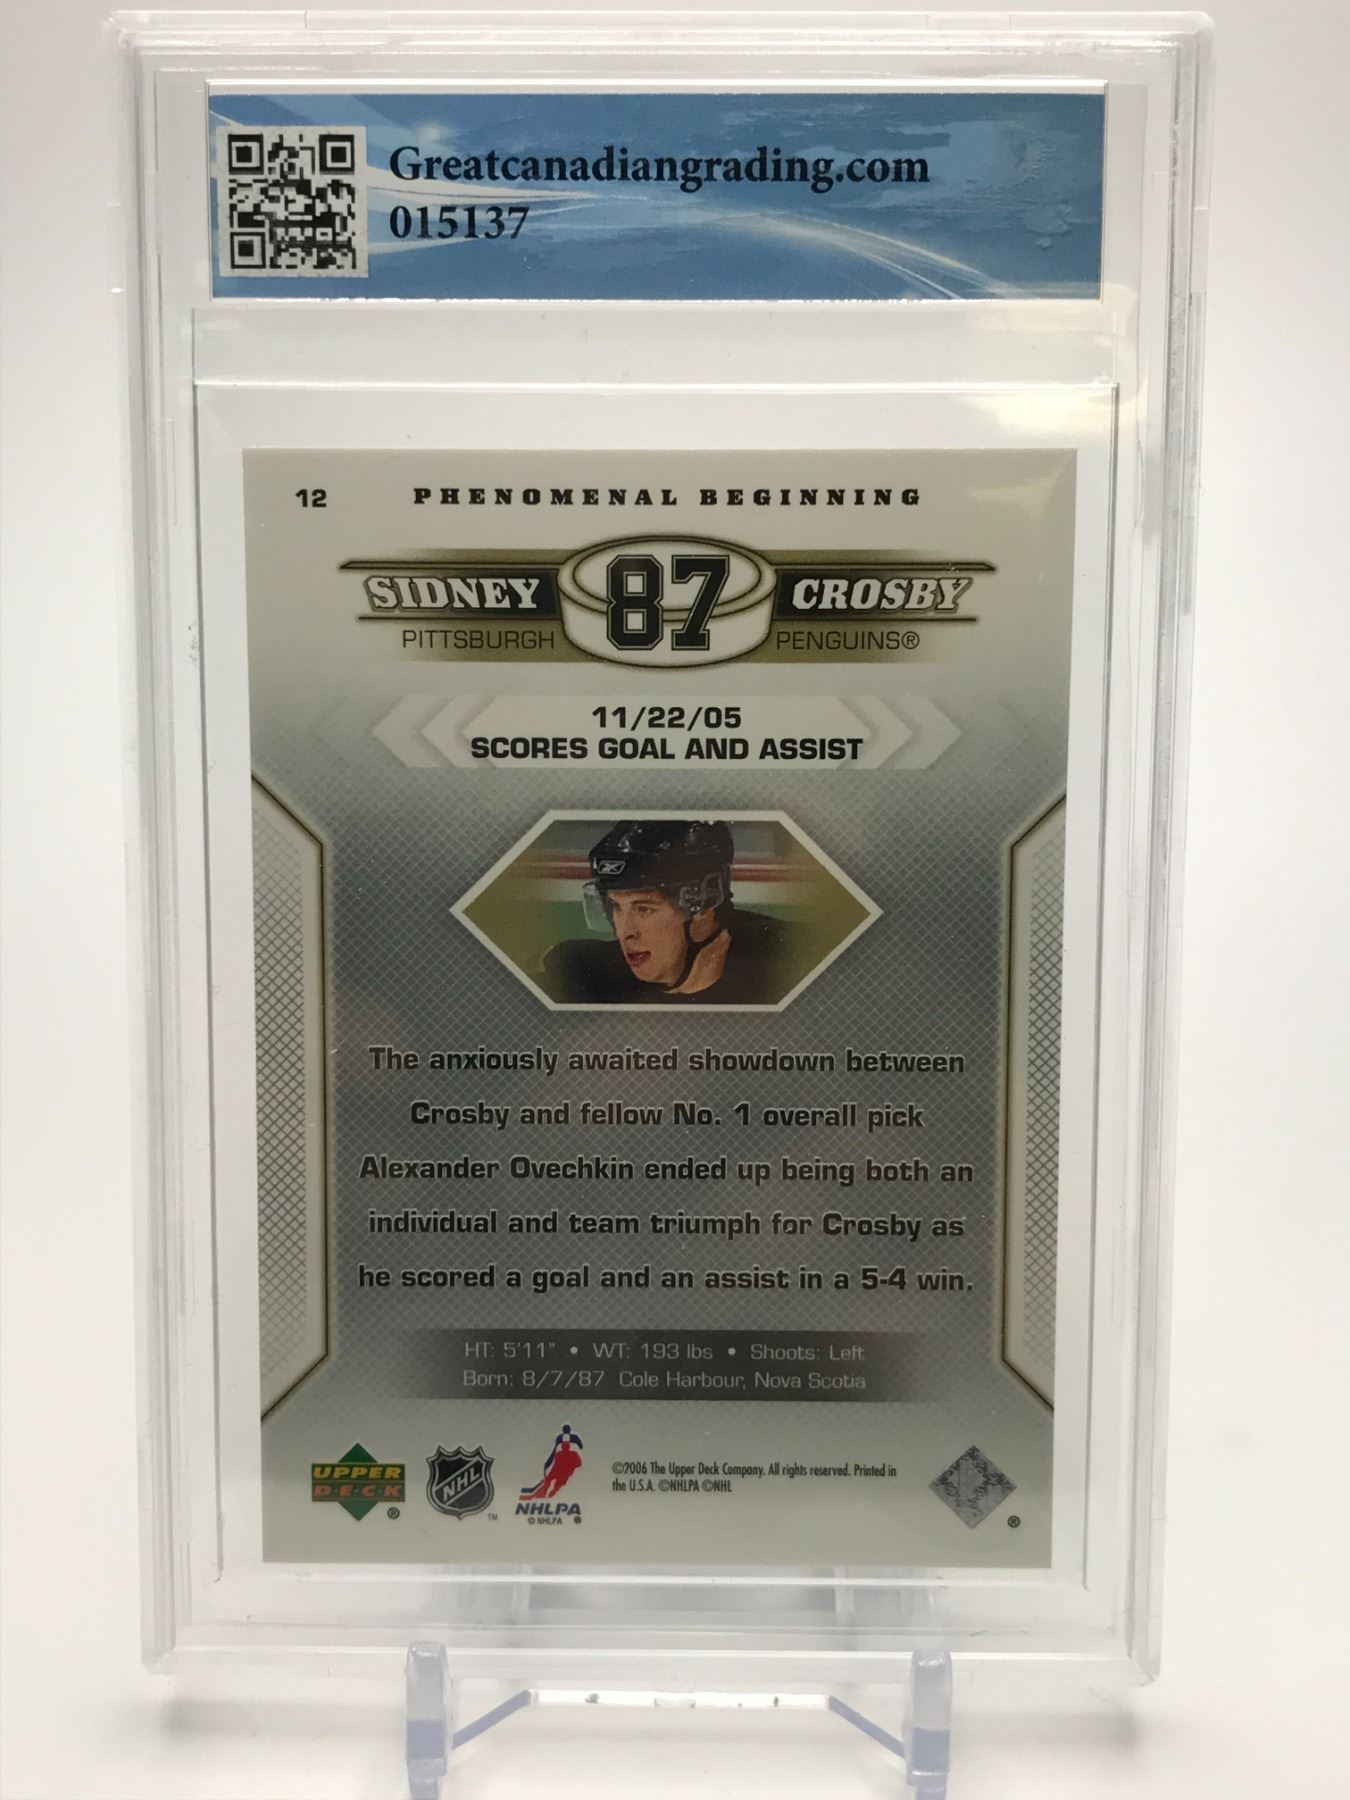 Greatcanadiangrading.com
015137
12 PHENOMENAL BEGINNING
SIDNEY 87 CROSBY
PITTSBURGH PENGUINS®
11/22/05
SCORES GOAL AND ASSIST
The anxiously awaited showdown between
Crosby and fellow No. 1 overall pick
Alexander Ovechkin ended up being both an
individual and team triumph for Crosby as
he scored a goal and an assist in a 5-4 win.
HT: 5'11" • WT: 193 lbs • Shoots: Left
Born: 8/7/87 Cole Harbour, Nova Scotia
UPPER
D·E·C·K ®
NHL ™
NHLPA
© NHLPA ®
©2006 The Upper Deck Company. All rights reserved. Printed in
the U.S.A. ©NHLPA ©NHL
®